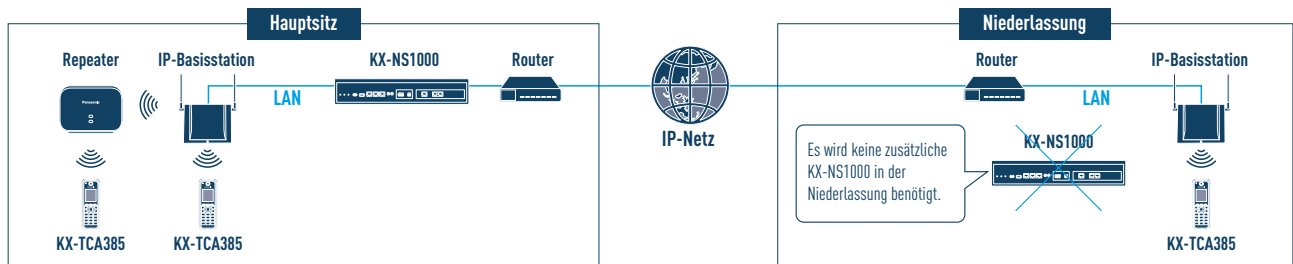 Hauptsitz
Niederlassung
Repeater
IP-Basisstation
KX-NS1000
Router
Router
IP-Basisstation
Panasonic
LAN
LAN
IP-Netz
Es wird keine zusätzliche
KX-NS1000 in der
Niederlassung benötigt.
KX-NS1000
KX-TCA385
KX-TCA385
KX-TCA385